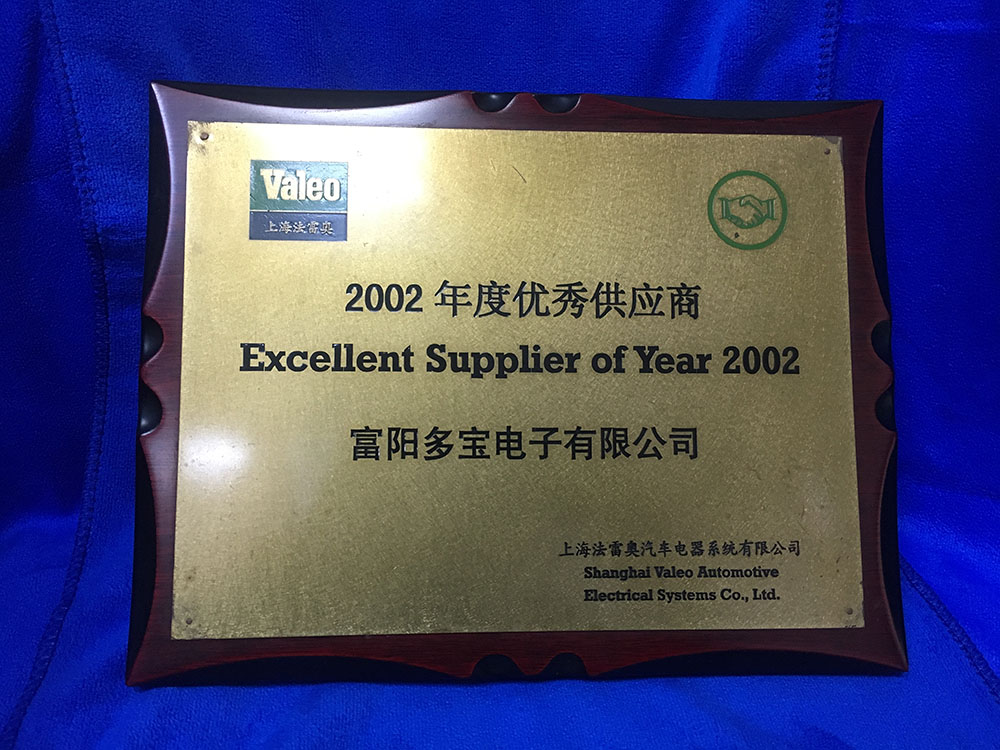 Valeo
上海法雷奥
2002 年度优秀供应商
Excellent Supplier of Year 2002
富阳多宝电子有限公司
上海法雷奥汽车电器系统有限公司
Shanghai Valeo Automotive
Electrical Systems Co., Ltd.